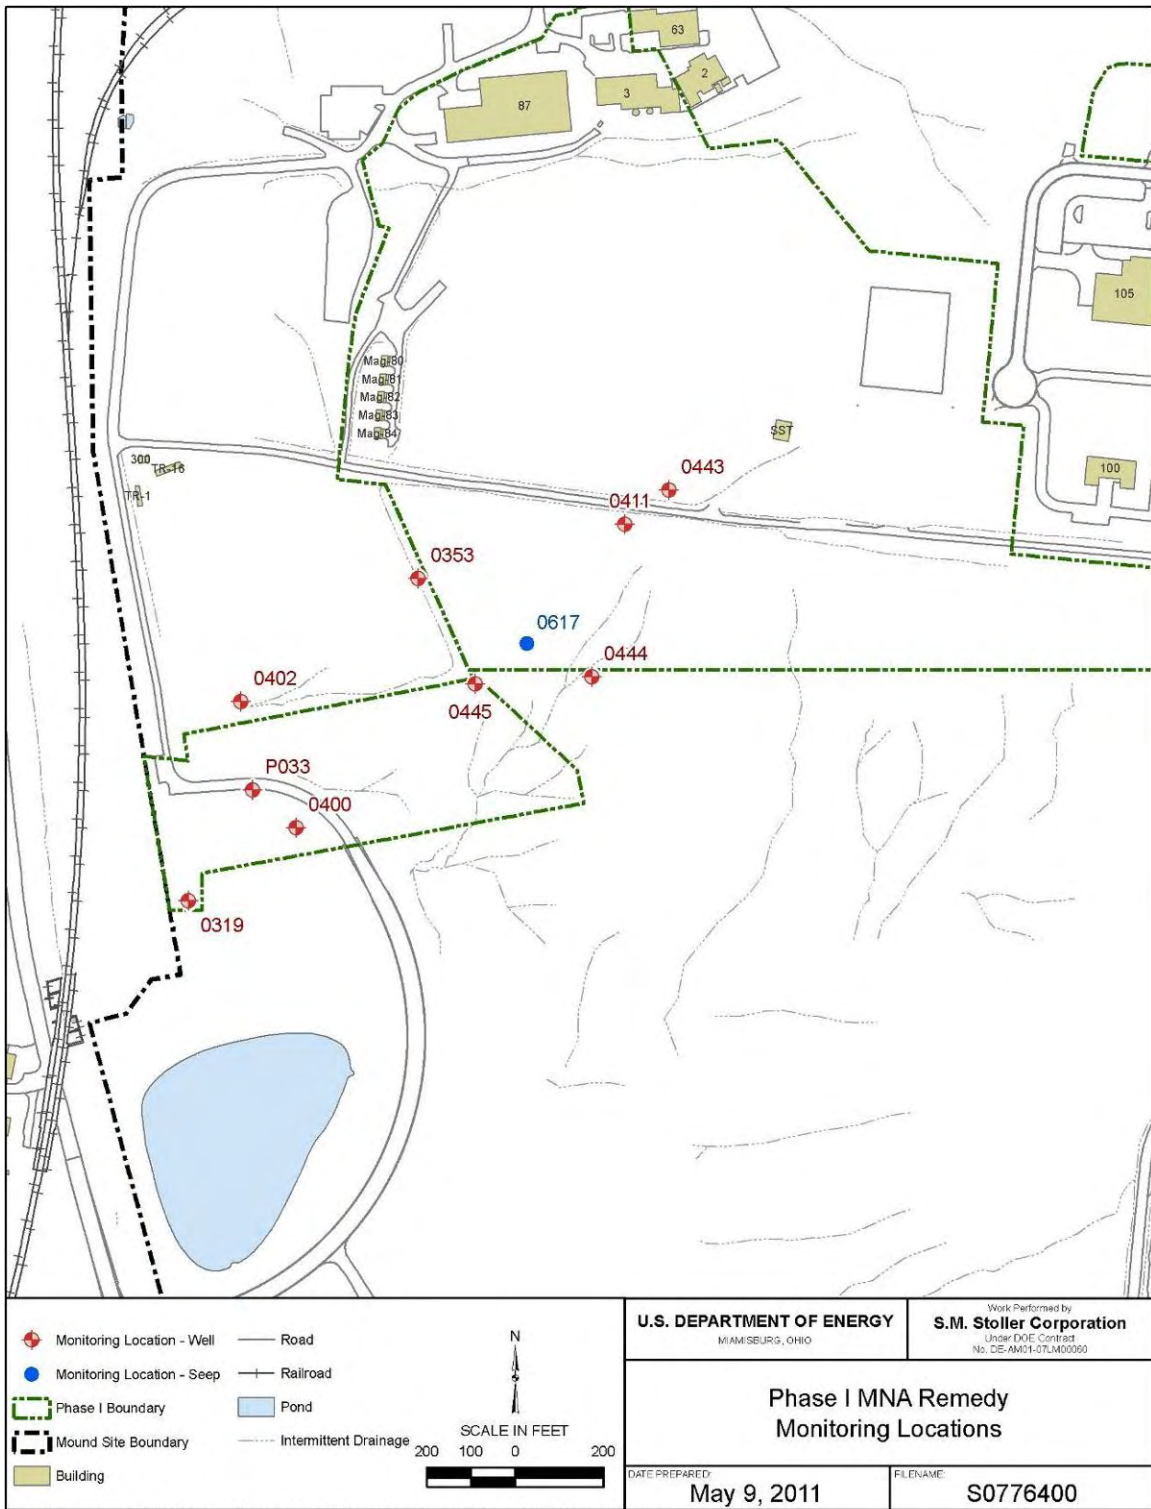 63
2
87
3
105
Mag-80
Mag-81
Mag-82
Mag-83
Mag-84
SST
300
TR-16
100
TR-1
0443
0411
0353
0617
0444
0402
0445
P033
0400
0319
Monitoring Location - Well
Road
Monitoring Location - Seep
Railroad
Phase I Boundary
Pond
Mound Site Boundary
Intermittent Drainage
Building
N
SCALE IN FEET
200 100 0 200
U.S. DEPARTMENT OF ENERGY
MIAMISBURG, OHIO
Work Performed by
S.M. Stoller Corporation
Under DOE Contract
No. DE-AM01-07LM00060
Phase I MNA Remedy
Monitoring Locations
DATE PREPARED:
May 9, 2011
FILENAME:
S0776400